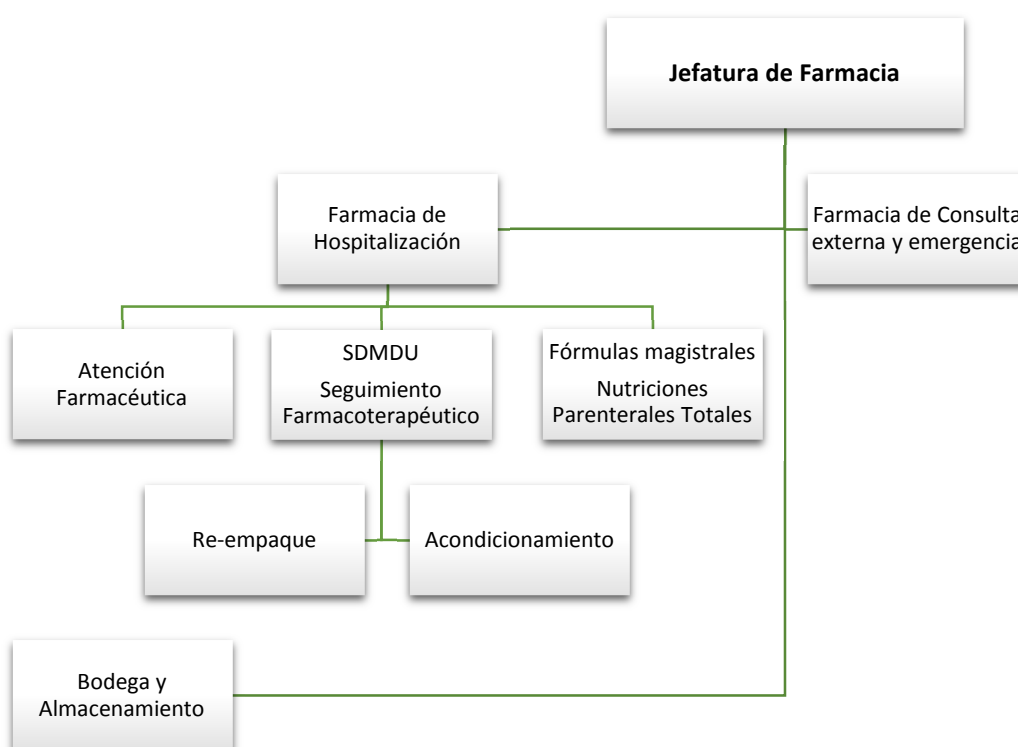 Jefatura de Farmacia
Farmacia de
Hospitalización
Farmacia de Consulta
externa y emergencia
Atención
Farmacéutica
SDMDU
Seguimiento
Farmacoterapéutico
Fórmulas magistrales
Nutriciones
Parenterales Totales
Re-empaque
Acondicionamiento
Bodega y
Almacenamiento